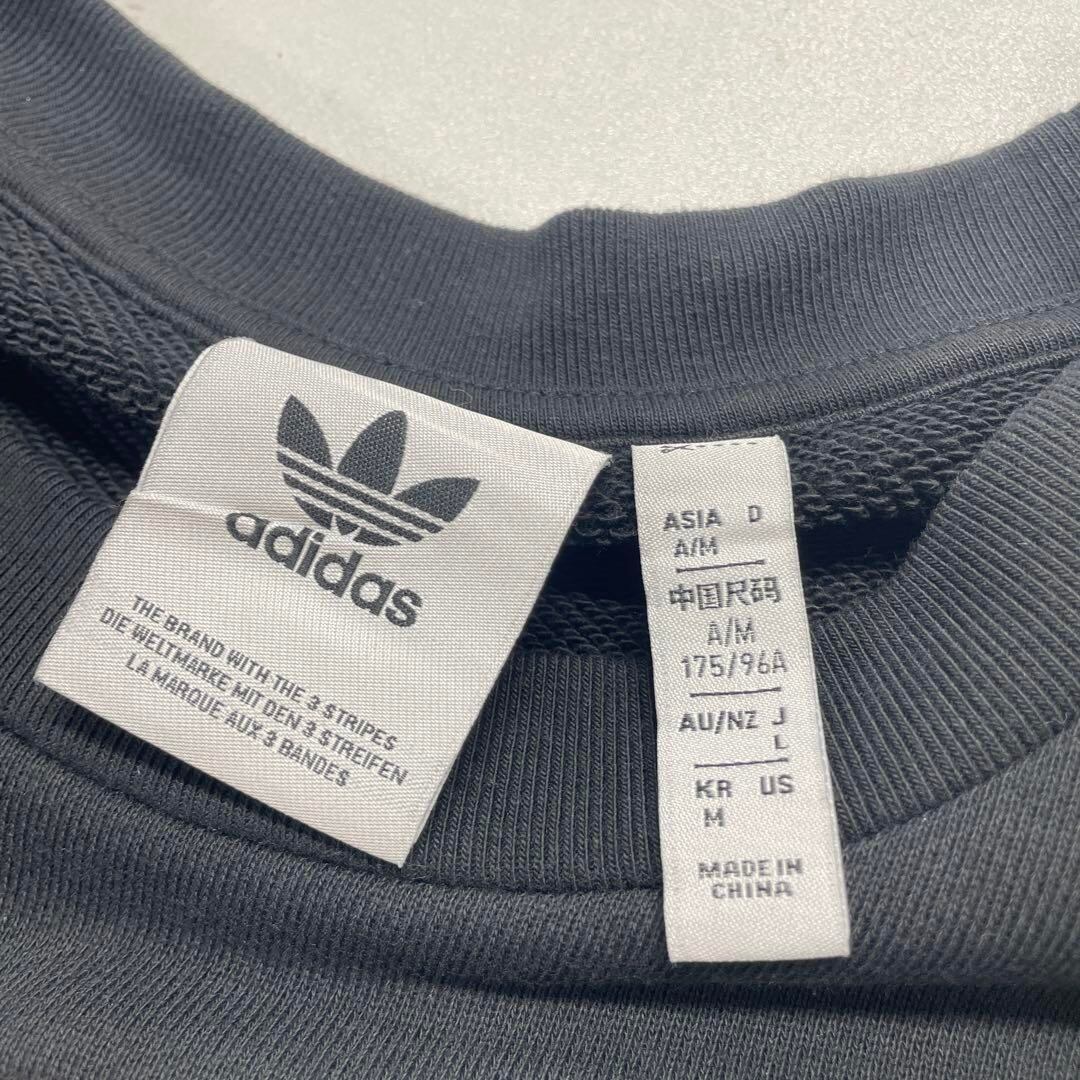 adidas
THE BRAND WITH THE 3 STRIPES
DIE WELTMARKE MIT DEN 3 STREIFEN
LA MARQUE AUX 3 BANDES
ASIA D
A/M
中国尺码
A/M
175/96A
AU/NZ J
L
KR US
M
MADE IN
CHINA